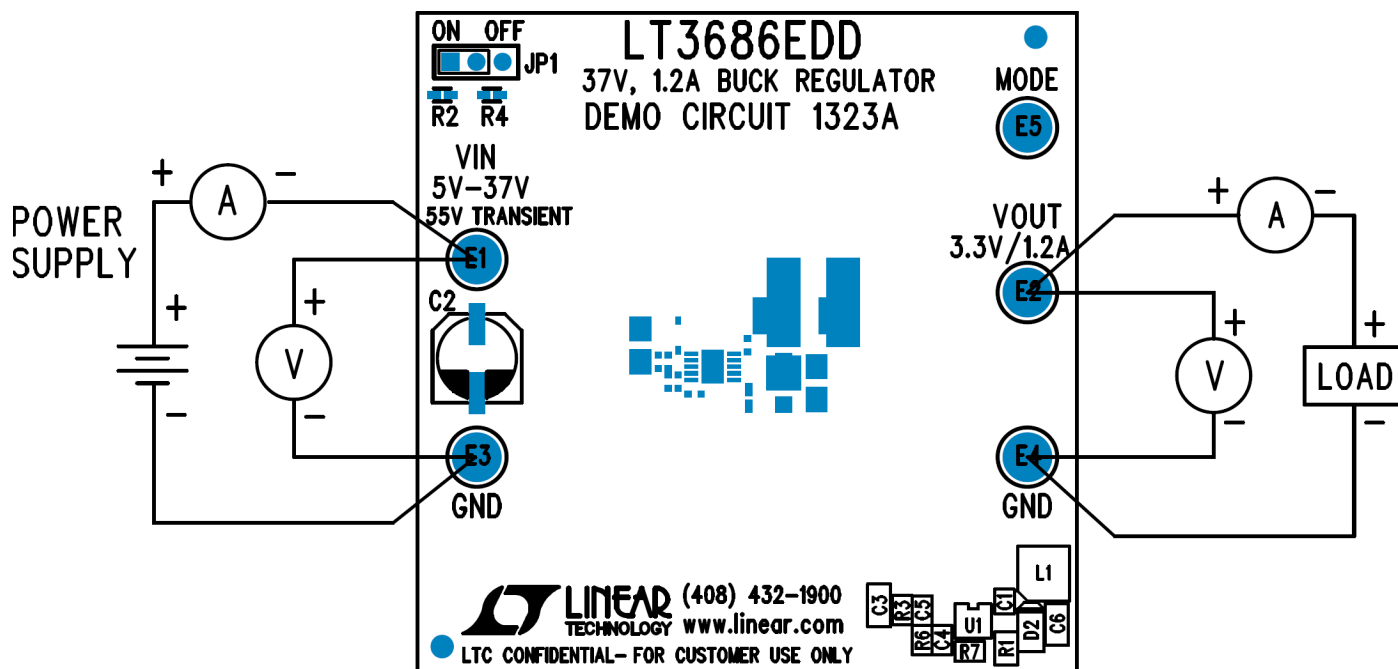 ON OFF
JP1
R2 R4
LT3686EDD
37V, 1.2A BUCK REGULATOR
DEMO CIRCUIT 1323A
MODE
E5
VIN
5V-37V
55V TRANSIENT
+ A -
POWER
SUPPLY
E1
VOUT
3.3V/1.2A
+ A -
E2
C2
+
+
V
-
-
E3
GND
+
+
V
LOAD
-
-
E4
GND
LINEAR
TECHNOLOGY
(408) 432-1900
www.linear.com
LTC CONFIDENTIAL- FOR CUSTOMER USE ONLY
L1
C3
R3
C5
R6
C4
U1
R7
C1
R1
D2
C6